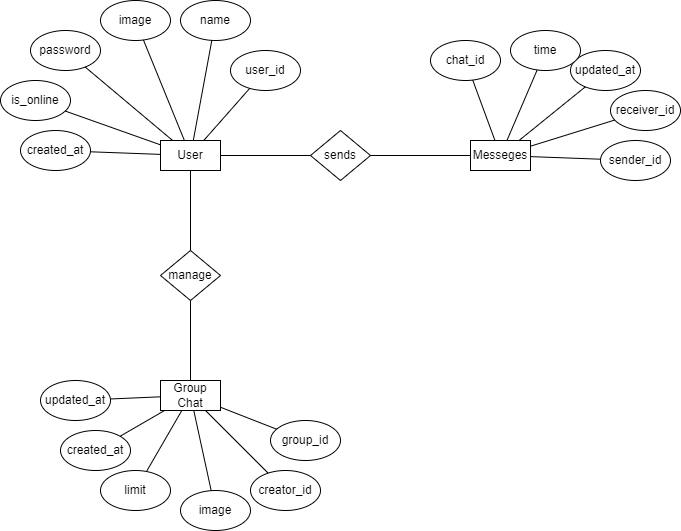 image
name
password
user_id
is_online
created_at
User
sends
chat_id
time
updated_at
receiver_id
sender_id
Messeges
manage
Group
Chat
updated_at
created_at
limit
image
creator_id
group_id